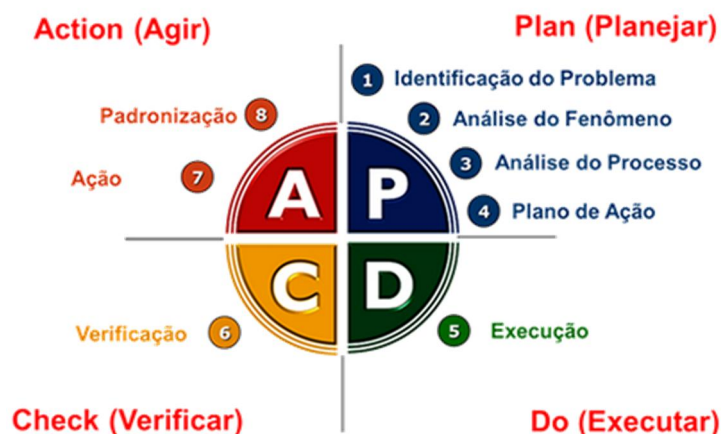 Action (Agir)
Plan (Planejar)
1 Identificação do Problema
2 Análise do Fenômeno
3 Análise do Processo
4 Plano de Ação
Padronização 8
Ação 7
A P
C D
Verificação 6
5 Execução
Check (Verificar)
Do (Executar)